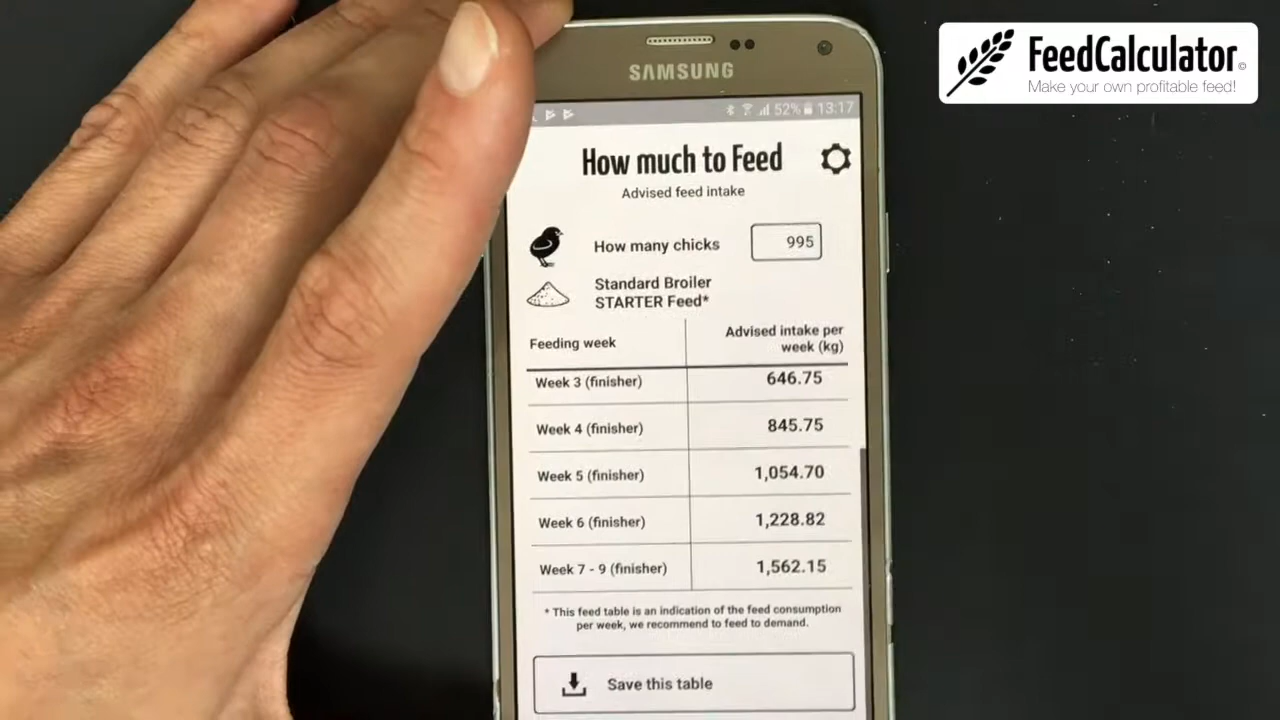 FeedCalculator©
Make your own profitable feed!
SAMSUNG
52% 13:17
How much to Feed
Advised feed intake
How many chicks 995
Standard Broiler
STARTER Feed*
Feeding week
Advised intake per
week (kg)
Week 3 (finisher) 646.75
Week 4 (finisher) 845.75
Week 5 (finisher) 1,054.70
Week 6 (finisher) 1,228.82
Week 7 - 9 (finisher) 1,562.15
* This feed table is an indication of the feed consumption
per week, we recommend to feed to demand.
Save this table